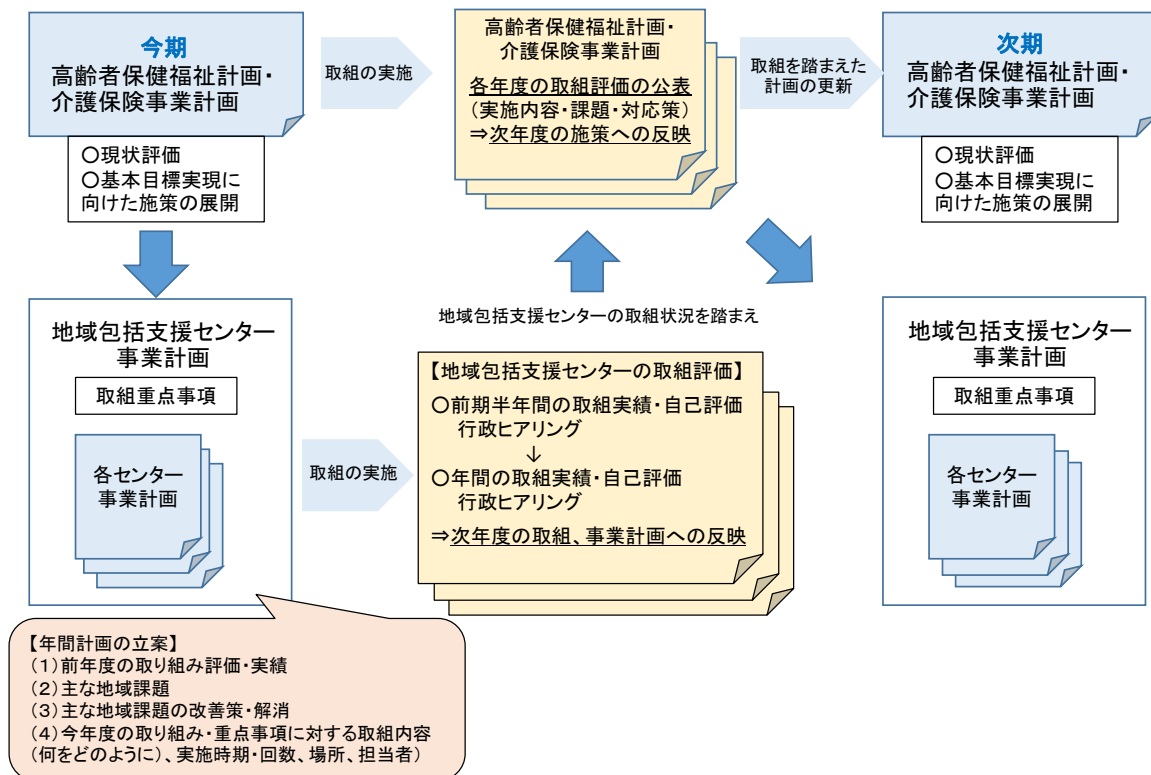 今期
高齢者保健福祉計画・
介護保険事業計画
○現状評価
○基本目標実現に
向けた施策の展開
取組の実施
高齢者保健福祉計画・
介護保険事業計画
各年度の取組評価の公表
（実施内容・課題・対応策）
⇒次年度の施策への反映
取組を踏まえた
計画の更新
次期
高齢者保健福祉計画・
介護保険事業計画
○現状評価
○基本目標実現に
向けた施策の展開
地域包括支援センターの取組状況を踏まえ
地域包括支援センター
事業計画
取組重点事項
各センター
事業計画
取組の実施
【地域包括支援センターの取組評価】
○前期半年間の取組実績・自己評価
行政ヒアリング
↓
○年間の取組実績・自己評価
行政ヒアリング
⇒次年度の取組、事業計画への反映
地域包括支援センター
事業計画
取組重点事項
各センター
事業計画
【年間計画の立案】
（１）前年度の取り組み評価・実績
（２）主な地域課題
（３）主な地域課題の改善策・解消
（４）今年度の取り組み・重点事項に対する取組内容
（何をどのように）、実施時期・回数、場所、担当者）